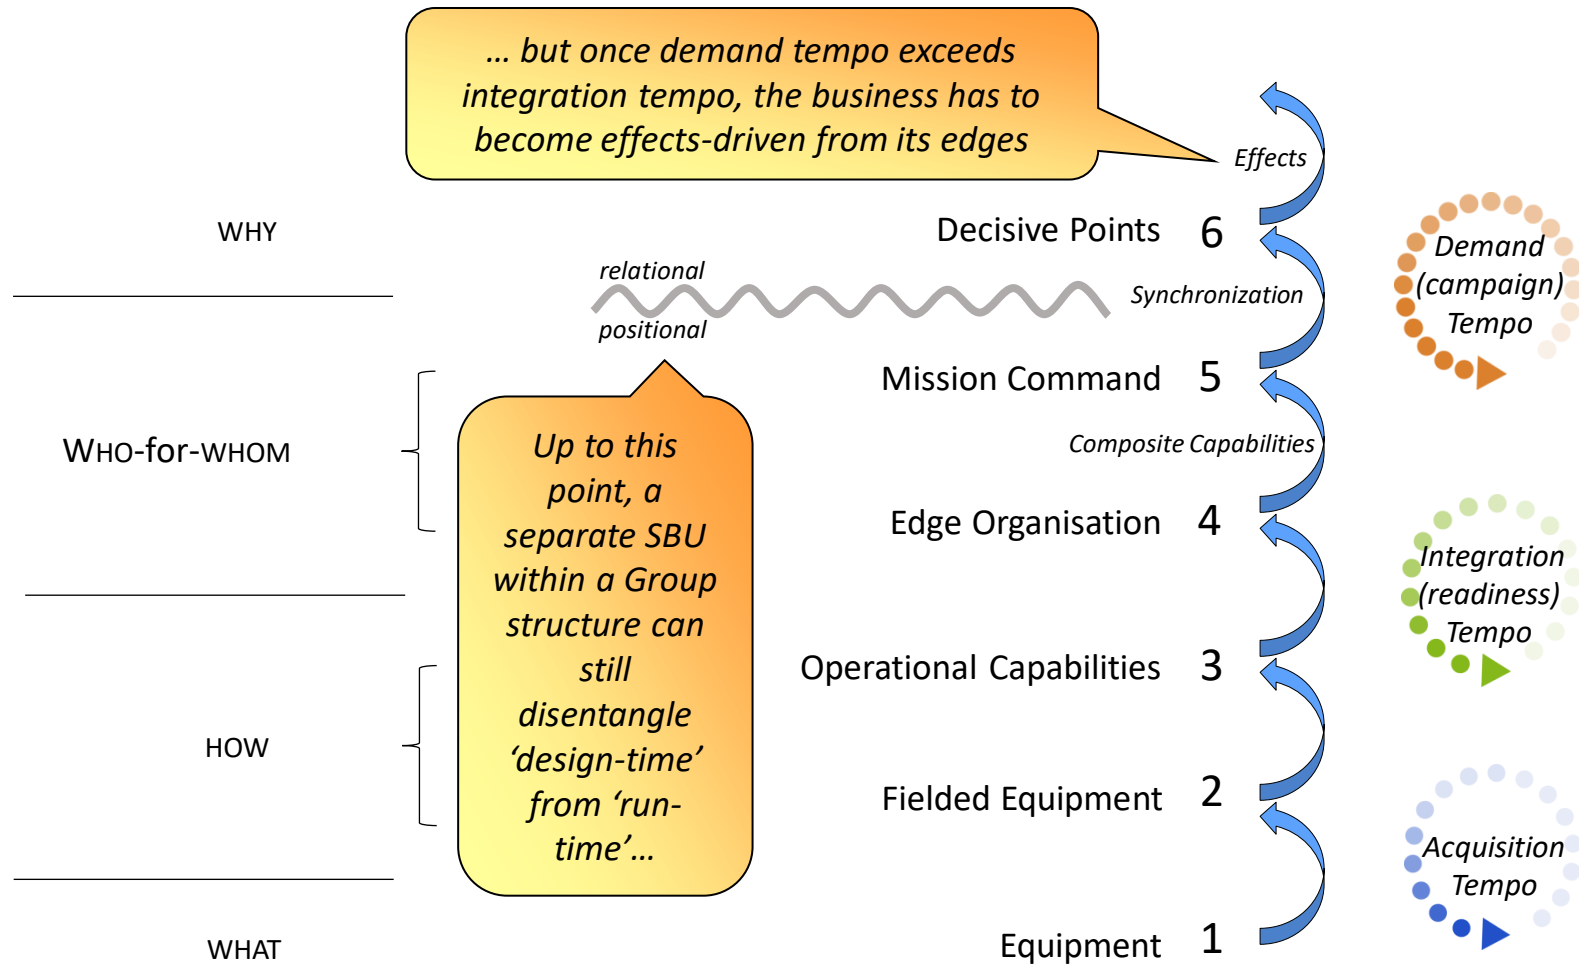 … but once demand tempo exceeds
integration tempo, the business has to
become effects-driven from its edges
Effects
WHY
Decisive Points 6
relational
positional
Synchronization
Demand
(campaign)
Tempo
Mission Command 5
WHO-for-WHOM
Composite Capabilities
Edge Organisation 4
Up to this
point, a
separate SBU
within a Group
structure can
still
disentangle
‘design-time’
from ‘run-
time’…
Integration
(readiness)
Tempo
Operational Capabilities 3
HOW
Fielded Equipment 2
Acquisition
Tempo
WHAT
Equipment 1